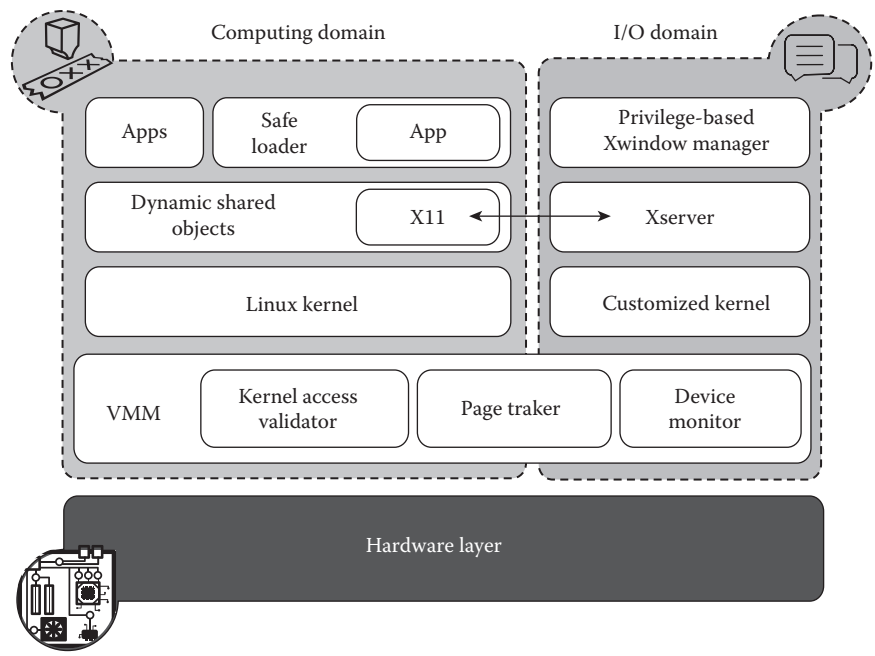 Computing domain
I/O domain
Apps
Safe
loader
App
Privilege-based
Xwindow manager
Dynamic shared
objects
X11
Xserver
Linux kernel
Customized kernel
VMM
Kernel access
validator
Page traker
Device
monitor
Hardware layer